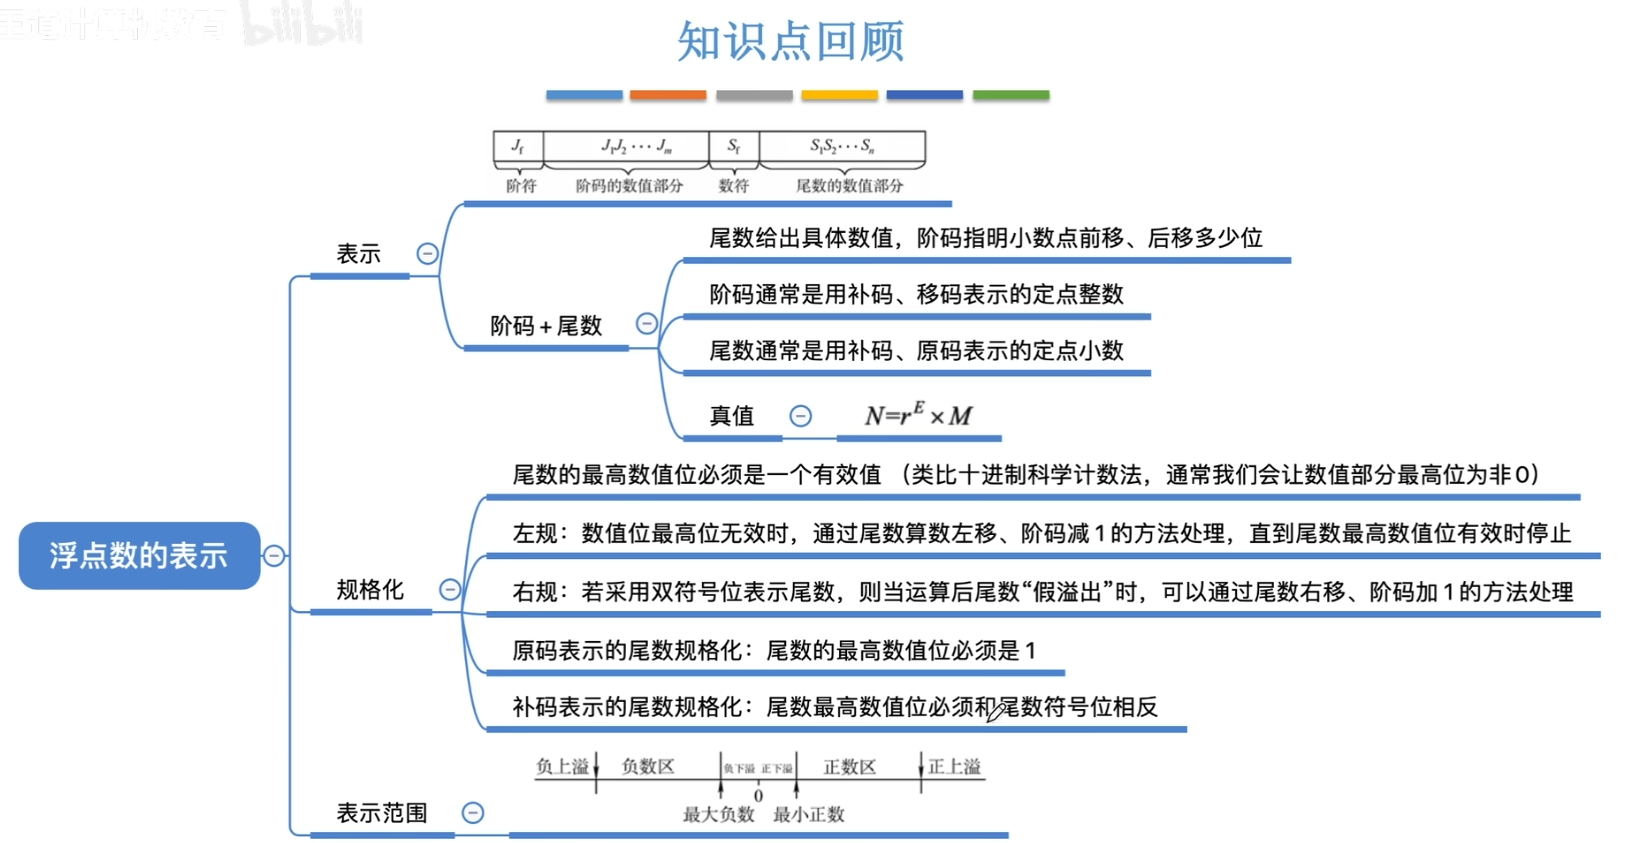 王道计算机教育 bilibili
知识点回顾
Jf J1J2···Jm Sf S1S2···Sn
阶符 阶码的数值部分 数符 尾数的数值部分
表示
尾数给出具体数值，阶码指明小数点前移、后移多少位
阶码通常是用补码、移码表示的定点整数
阶码＋尾数
尾数通常是用补码、原码表示的定点小数
真值 N=r^E×M
尾数的最高数值位必须是一个有效值 （类比十进制科学计数法，通常我们会让数值部分最高位为非0）
左规：数值位最高位无效时，通过尾数算数左移、阶码减1的方法处理，直到尾数最高数值位有效时停止
浮点数的表示
规格化
右规：若采用双符号位表示尾数，则当运算后尾数“假溢出”时，可以通过尾数右移、阶码加1的方法处理
原码表示的尾数规格化：尾数的最高数值位必须是1
补码表示的尾数规格化：尾数最高数值位必须和尾数符号位相反
负上溢 负数区 负下溢 正下溢 正数区 正上溢
0
表示范围
最大负数 最小正数